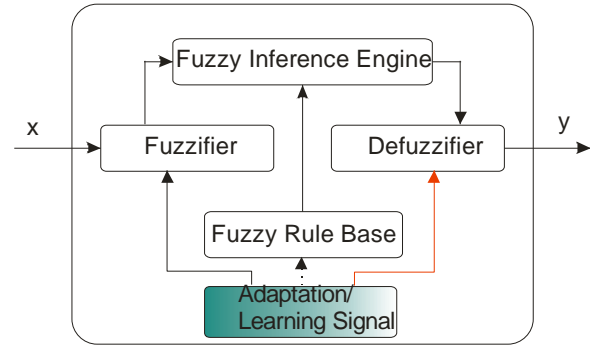 Fuzzy Inference Engine
x
y
Fuzzifier
Defuzzifier
Fuzzy Rule Base
Adaptation/
Learning Signal